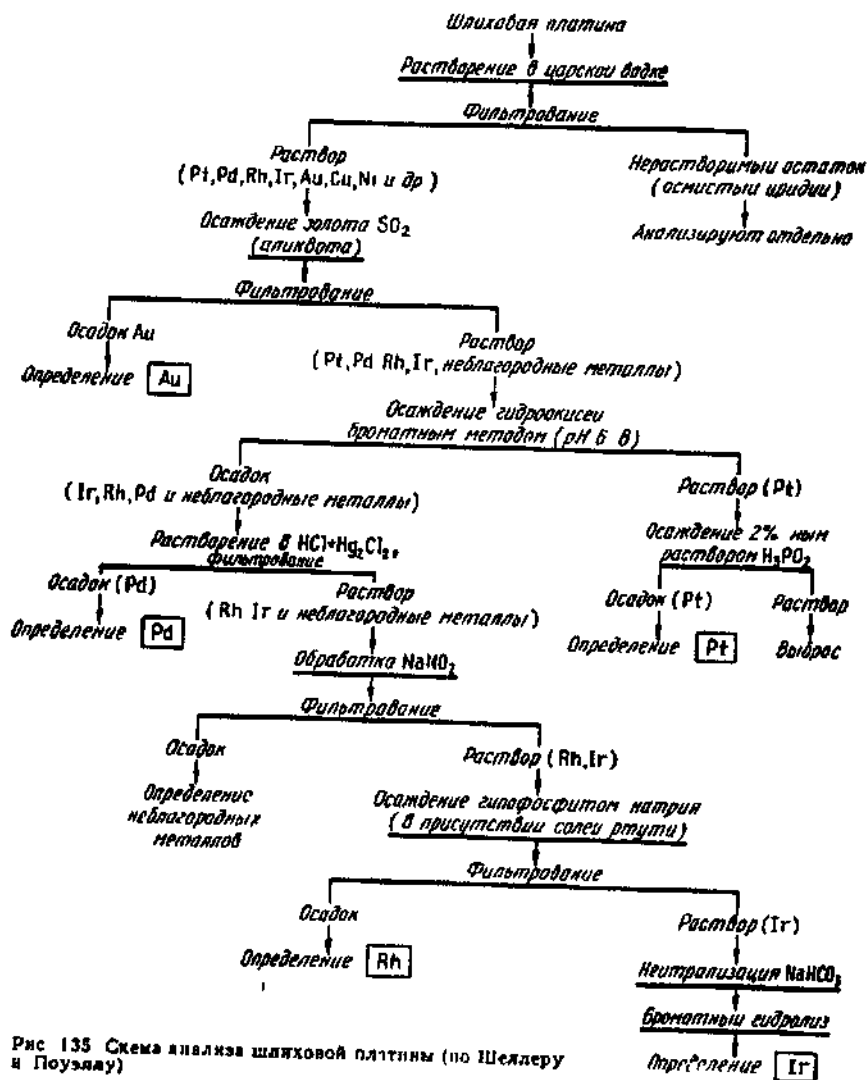 Шлиховая платина
Растворение в царской водке
Фильтрование
Раствор
(Pt, Pd, Rh, Ir, Au, Cu, Ni и др)
Нерастворимый остаток
(осмистый иридий)
Осаждение золота SO₂
(аликвота)
Анализируют отдельно
Фильтрование
Осадок Au
Определение Au
Раствор
(Pt, Pd Rh, Ir, неблагородные металлы)
Осаждение гидроокисей
броматным методом (pH 6 8)
Осадок
(Ir, Rh, Pd и неблагородные металлы)
Раствор (Pt)
Растворение в HCl+Hg₂Cl₂,
фильтрование
Осаждение 2% ным
раствором H₃PO₂
Осадок (Pd)
Определение Pd
Раствор
(Rh Ir и неблагородные металлы)
Осадок (Pt)
Определение Pt
Раствор
Выброс
Обработка NaNO₂
Фильтрование
Осадок
Определение
неблагородных
металлов
Раствор (Rh, Ir)
Осаждение гипофосфитом натрия
(в присутствии солей ртути)
Фильтрование
Осадок
Определение Rh
Раствор (Ir)
Нейтрализация NaHCO₃
Броматный гидролиз
Определение Ir
Рис 135 Схема анализа шлиховой платины (по Шеллеру
и Поуэллу)